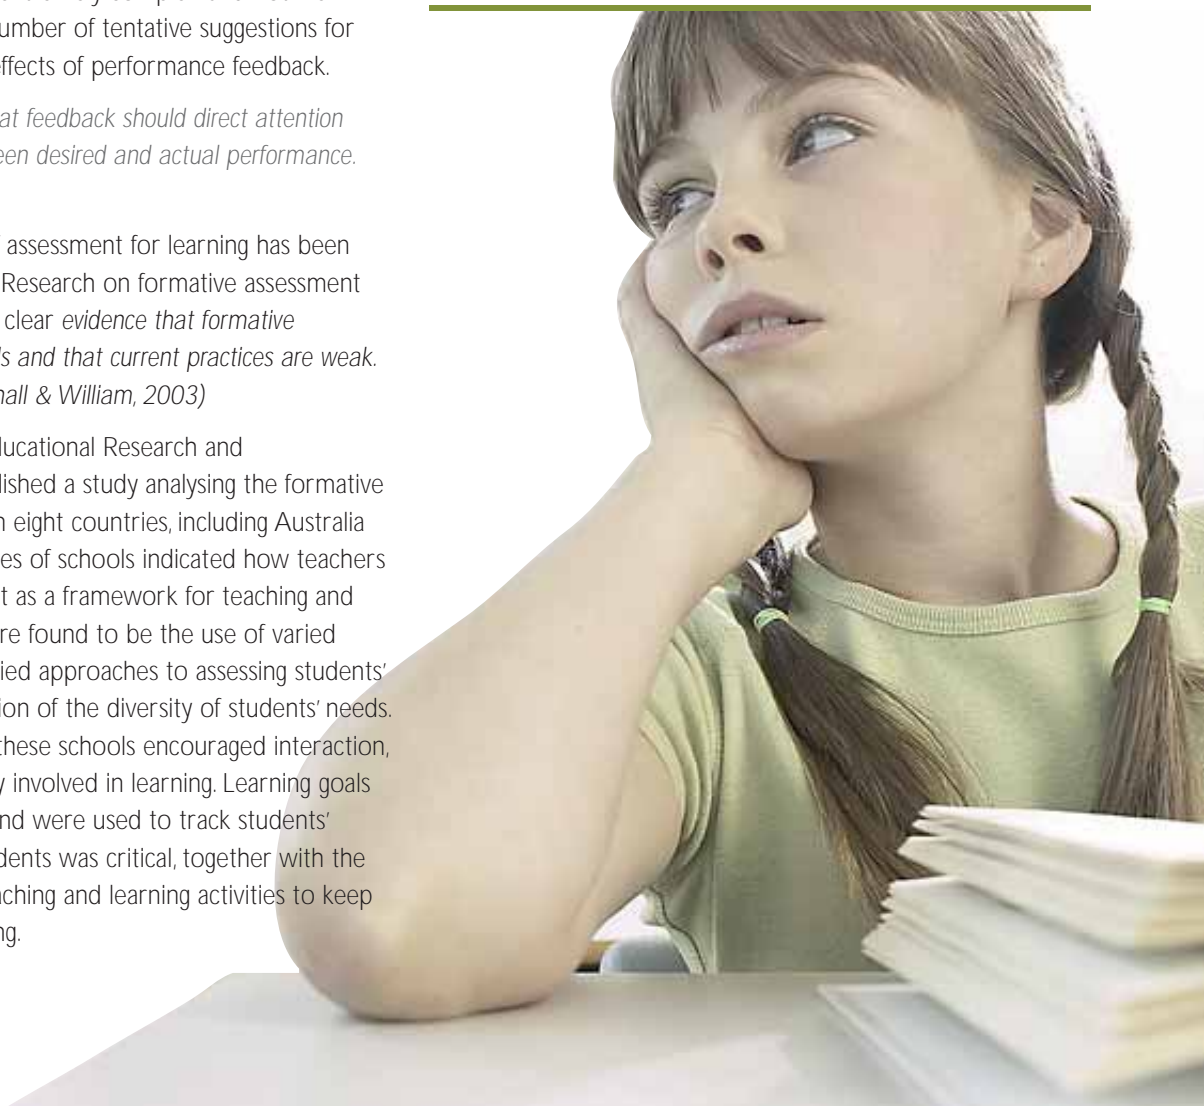 umber of tentative suggestions for
ffects of performance feedback.
at feedback should direct attention
een desired and actual performance.
assessment for learning has been
Research on formative assessment
clear evidence that formative
ls and that current practices are weak.
hall & William, 2003)
ducational Research and
lished a study analysing the formative
n eight countries, including Australia
es of schools indicated how teachers
t as a framework for teaching and
re found to be the use of varied
ied approaches to assessing students'
ion of the diversity of students' needs.
these schools encouraged interaction,
y involved in learning. Learning goals
nd were used to track students'
dents was critical, together with the
aching and learning activities to keep
ng.